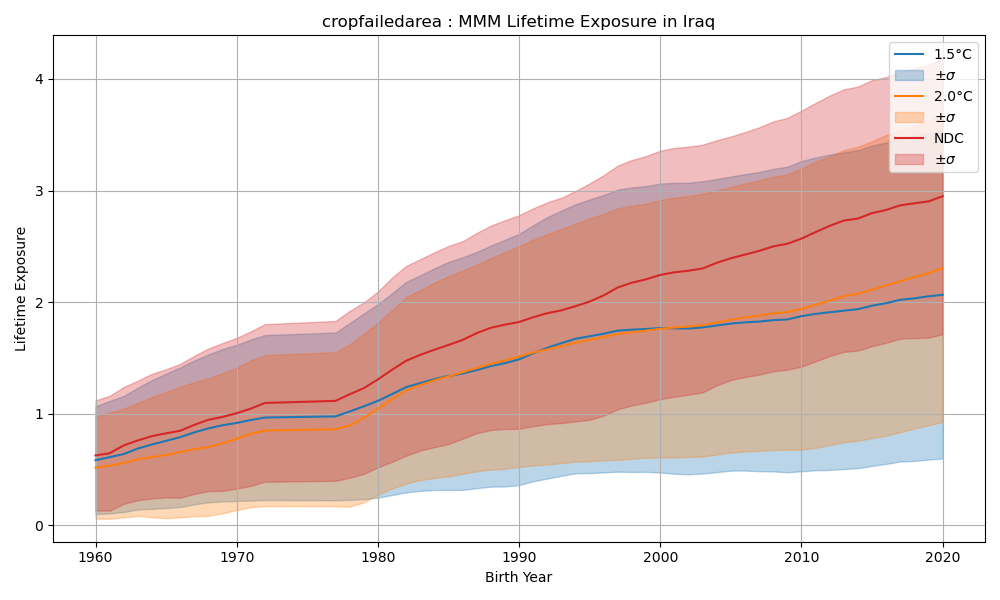 cropfailedarea : MMM Lifetime Exposure in Iraq
Lifetime Exposure
4
3
2
1
0
1960 1970 1980 1990 2000 2010 2020
Birth Year
1.5°C
±σ
2.0°C
±σ
NDC
±σ